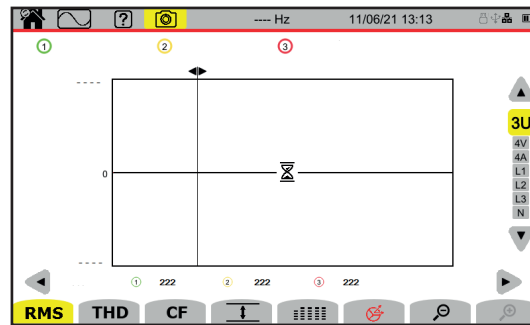 ? ---- Hz 11/06/21 13:13
1 2 3
----
3U
4V
4A
L1
L2
L3
N
0
----
1 222 2 222 3 222
RMS THD CF